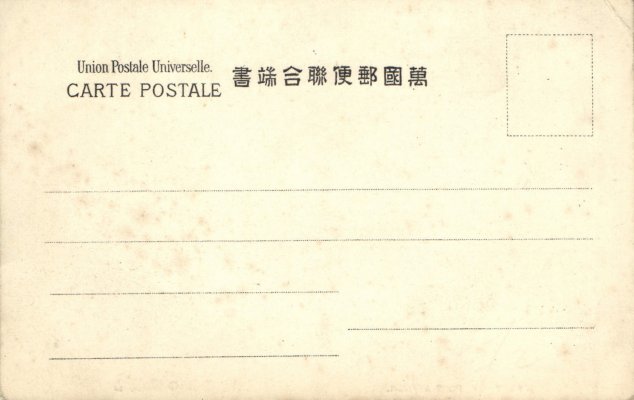 Union Postale Universelle.
CARTE POSTALE
萬國郵便聯合端書